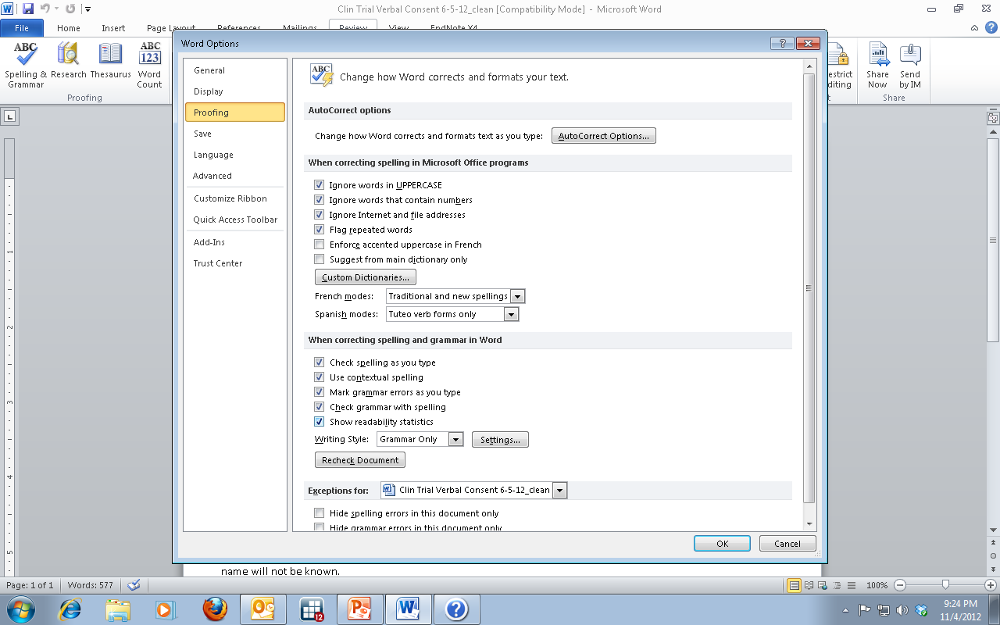 Clin Trial Verbal Consent 6-5-12_clean [Compatibility Mode] - Microsoft Word
File Home Insert Page Layout References Mailings Review View EndNote X4
ABC ABC 123
Spelling & Grammar Research Thesaurus Word Count
Proofing
Share Now Send by IM
Share
Word Options
General
Display
Proofing
Save
Language
Advanced
Customize Ribbon
Quick Access Toolbar
Add-Ins
Trust Center
ABC Change how Word corrects and formats your text.
AutoCorrect options
Change how Word corrects and formats text as you type: AutoCorrect Options...
When correcting spelling in Microsoft Office programs
Ignore words in UPPERCASE
Ignore words that contain numbers
Ignore Internet and file addresses
Flag repeated words
Enforce accented uppercase in French
Suggest from main dictionary only
Custom Dictionaries...
French modes: Traditional and new spellings
Spanish modes: Tuteo verb forms only
When correcting spelling and grammar in Word
Check spelling as you type
Use contextual spelling
Mark grammar errors as you type
Check grammar with spelling
Show readability statistics
Writing Style: Grammar Only Settings...
Recheck Document
Exceptions for: Clin Trial Verbal Consent 6-5-12_clean
Hide spelling errors in this document only
Hide grammar errors in this document only
OK Cancel
name will not be known.
Page: 1 of 1 Words: 577 100%
12
9:24 PM
11/4/2012